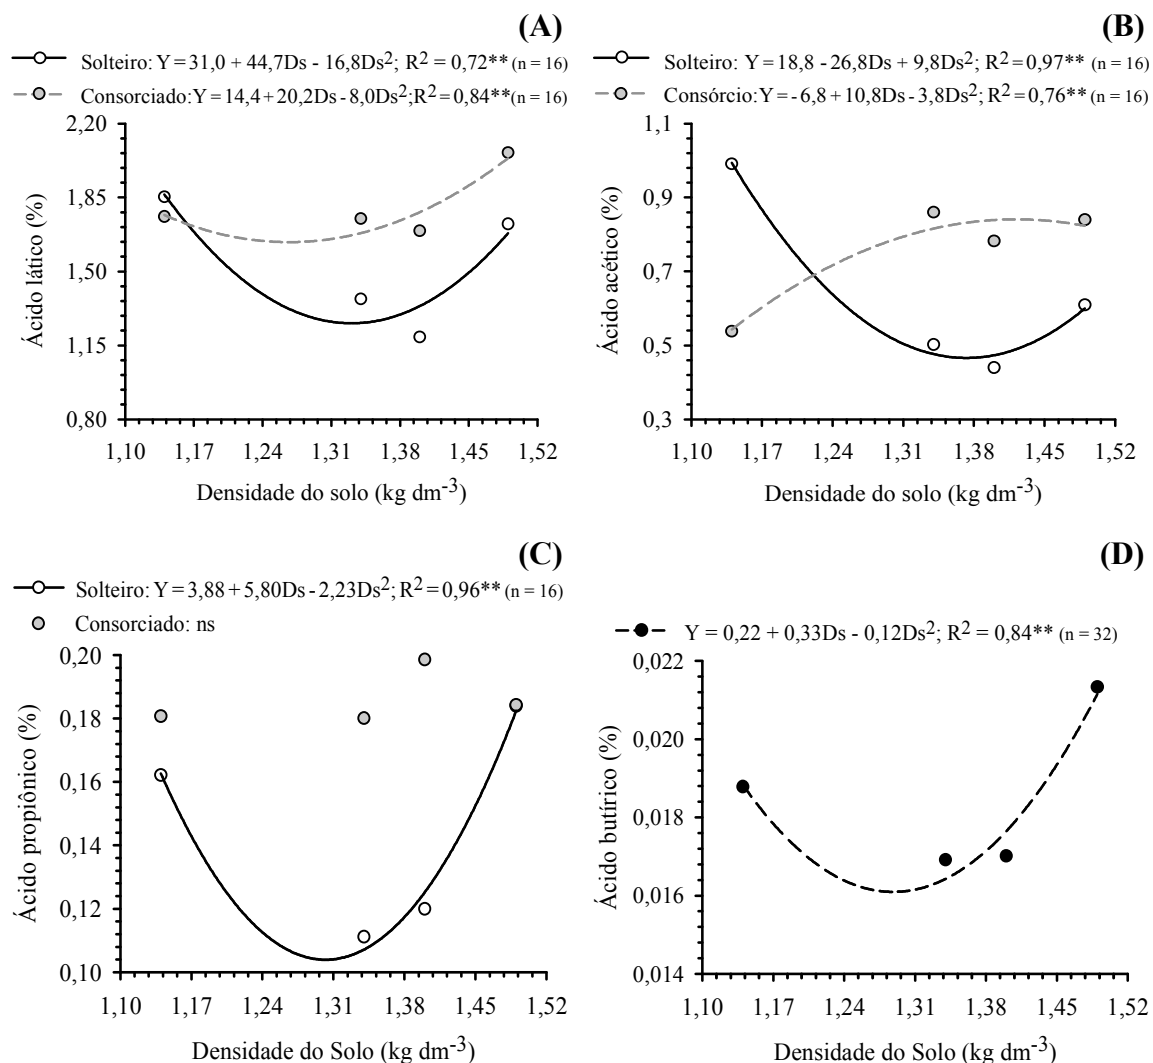 (A)
Solteiro: Y = 31,0 + 44,7Ds - 16,8Ds²; R² = 0,72** (n = 16)
Consorciado:Y = 14,4 + 20,2Ds - 8,0Ds²;R² = 0,84** (n = 16)
2,20
1,85
1,50
1,15
0,80
Ácido lático (%)
1,10 1,17 1,24 1,31 1,38 1,45 1,52
Densidade do solo (kg dm⁻³)
(B)
Solteiro: Y = 18,8 - 26,8Ds + 9,8Ds²; R² = 0,97** (n = 16)
Consórcio:Y = -6,8 + 10,8Ds - 3,8Ds²; R² = 0,76** (n = 16)
1,1
0,9
0,7
0,5
0,3
Ácido acético (%)
1,10 1,17 1,24 1,31 1,38 1,45 1,52
Densidade do solo (kg dm⁻³)
(C)
Solteiro: Y = 3,88 + 5,80Ds - 2,23Ds²; R² = 0,96** (n = 16)
Consorciado: ns
0,20
0,18
0,16
0,14
0,12
0,10
Ácido propiônico (%)
1,10 1,17 1,24 1,31 1,38 1,45 1,52
Densidade do Solo (kg dm⁻³)
(D)
Y = 0,22 + 0,33Ds - 0,12Ds²; R² = 0,84** (n = 32)
0,022
0,020
0,018
0,016
0,014
Ácido butírico (%)
1,10 1,17 1,24 1,31 1,38 1,45 1,52
Densidade do Solo (kg dm⁻³)